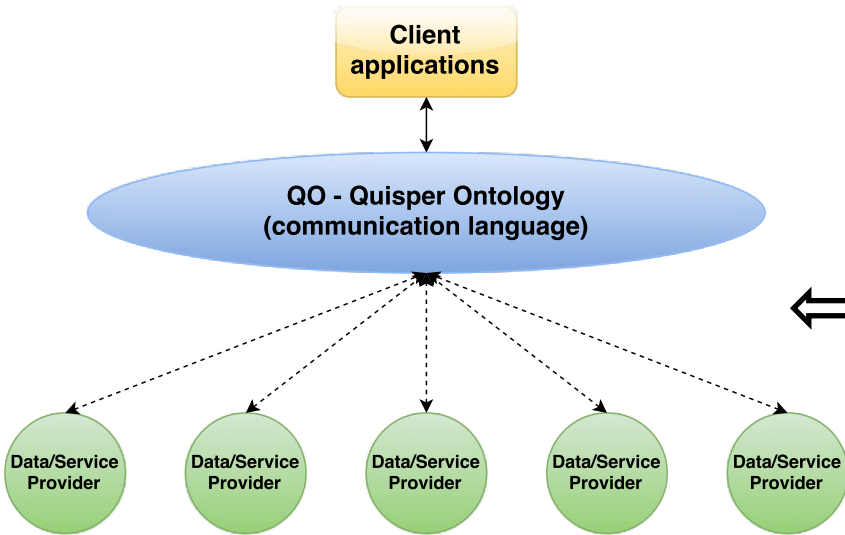 Client
applications
QO - Quisper Ontology
(communication language)
Data/Service
Provider
Data/Service
Provider
Data/Service
Provider
Data/Service
Provider
Data/Service
Provider